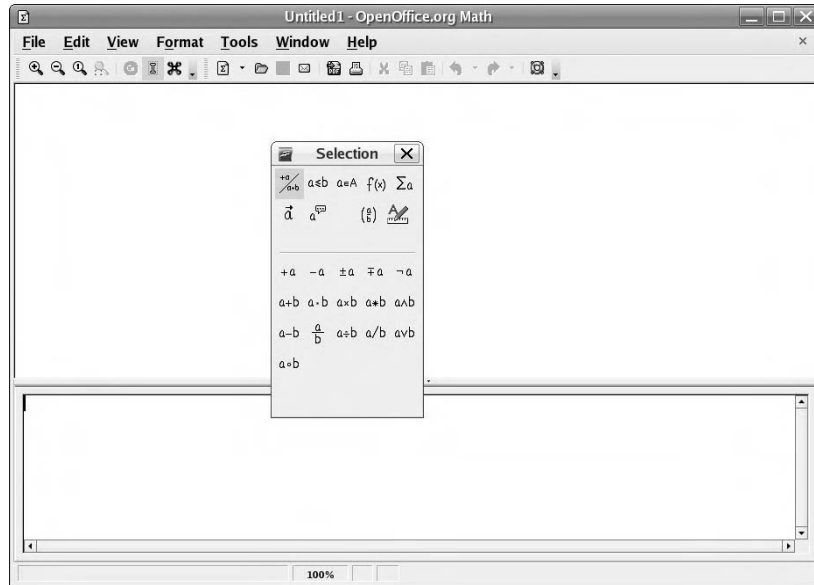 Untitled1 - OpenOffice.org Math
File Edit View Format Tools Window Help
Selection
+a/a+b a≤b a∈A f(x) Σa
a⃗ a (a/b) A
+a -a ±a ∓a ¬a
a+b a·b a×b a*b a∧b
a-b a/b a÷b a/b a∨b
a∘b
100%